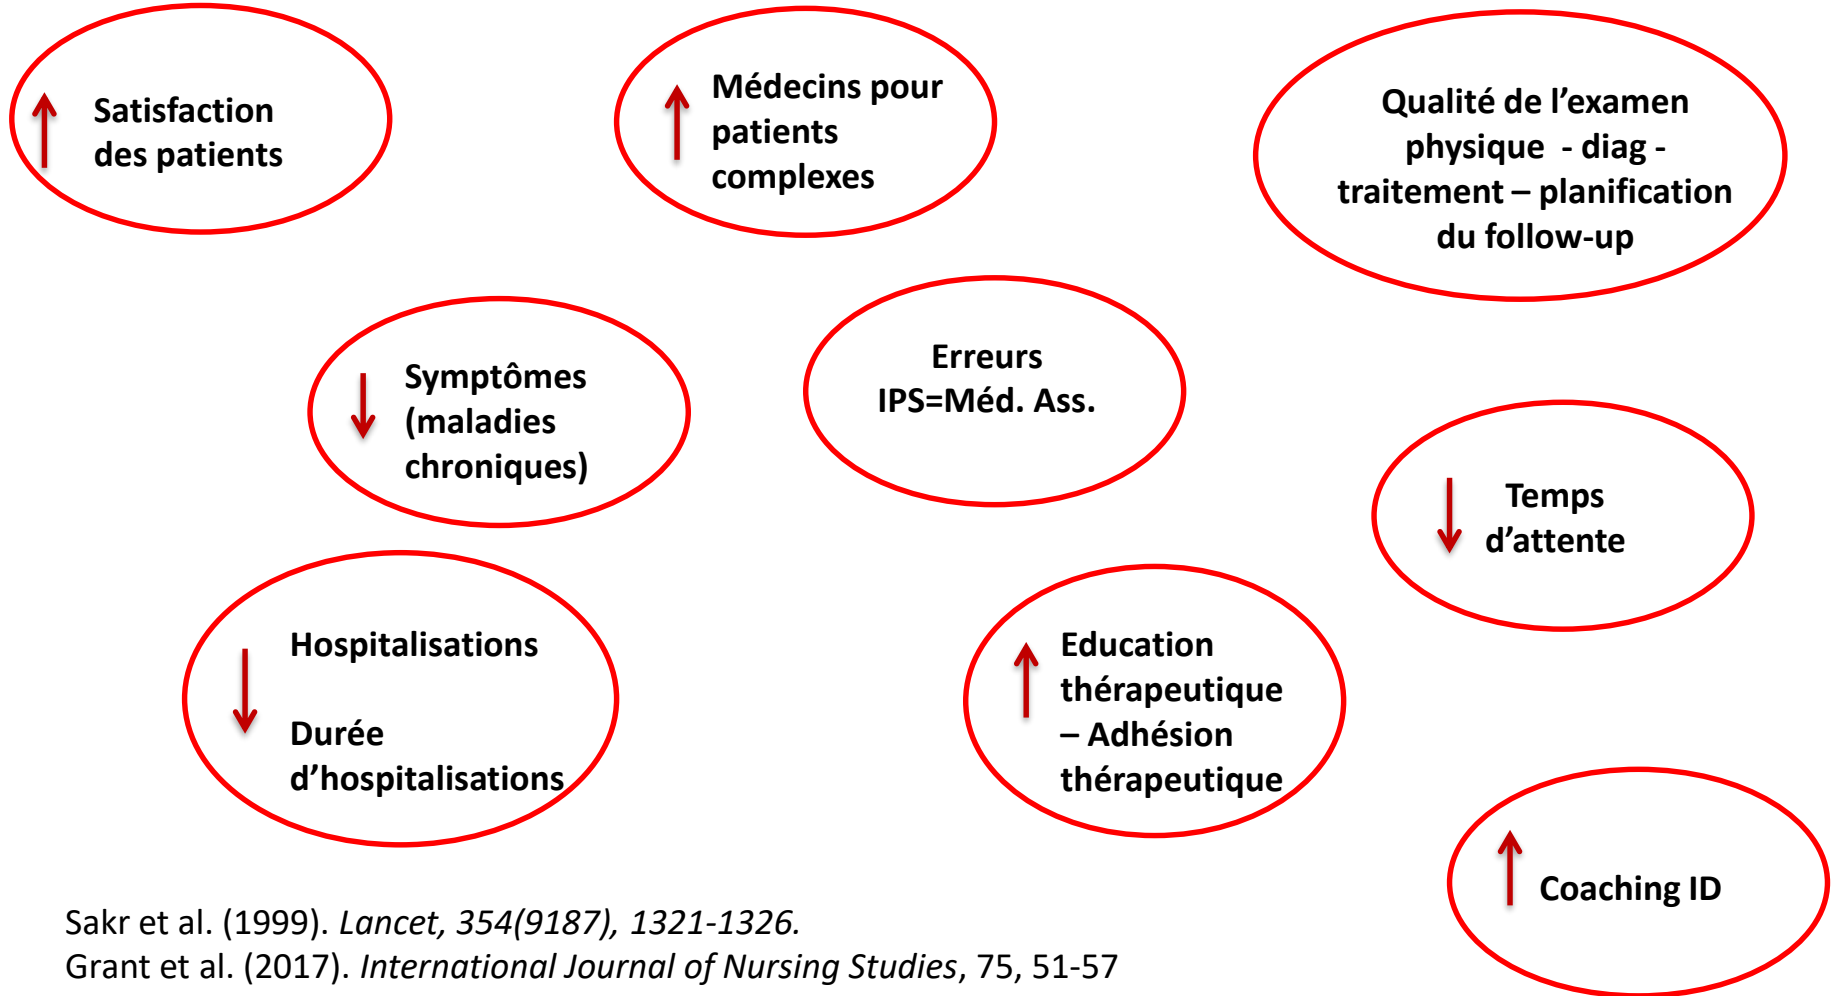 Satisfaction
des patients
Médecins pour
patients
complexes
Qualité de l’examen
physique - diag -
traitement – planification
du follow-up
Symptômes
(maladies
chroniques)
Erreurs
IPS=Méd. Ass.
Temps
d’attente
Hospitalisations
Durée
d’hospitalisations
Education
thérapeutique
– Adhésion
thérapeutique
Coaching ID
Sakr et al. (1999). Lancet, 354(9187), 1321-1326.
Grant et al. (2017). International Journal of Nursing Studies, 75, 51-57